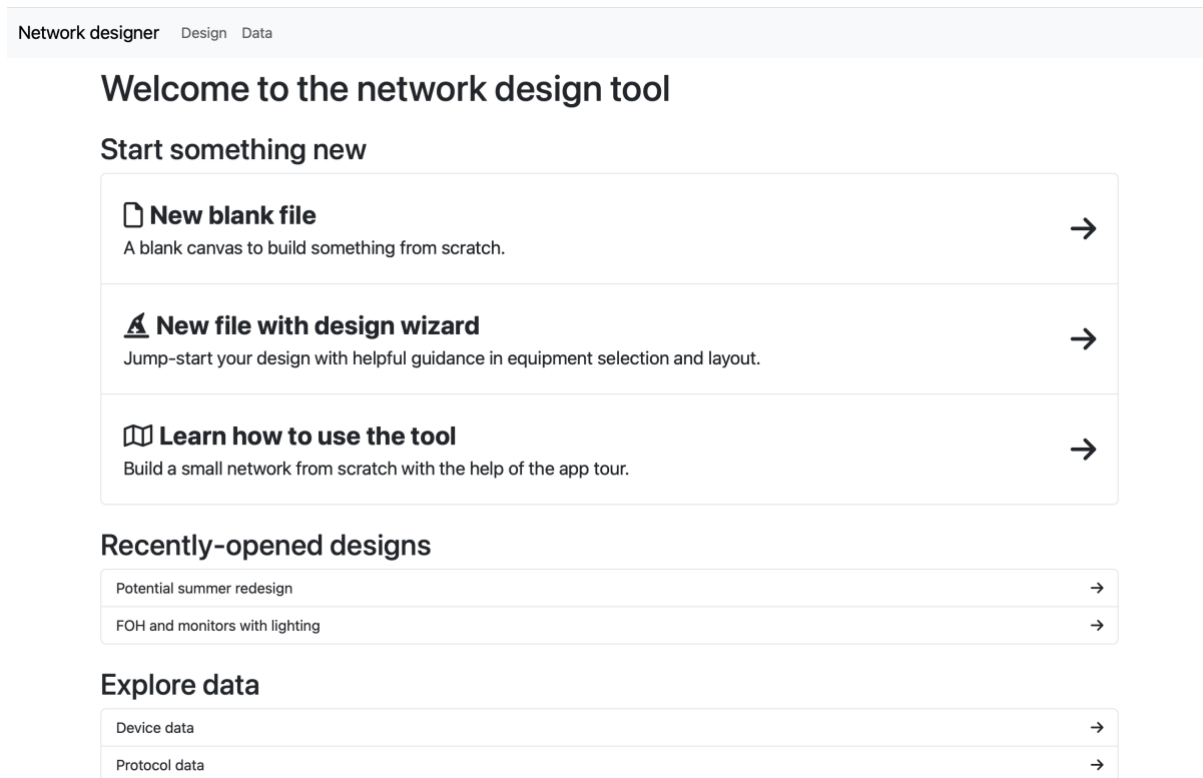 Network designer Design Data
Welcome to the network design tool
Start something new
New blank file
A blank canvas to build something from scratch.
New file with design wizard
Jump-start your design with helpful guidance in equipment selection and layout.
Learn how to use the tool
Build a small network from scratch with the help of the app tour.
Recently-opened designs
Potential summer redesign
FOH and monitors with lighting
Explore data
Device data
Protocol data